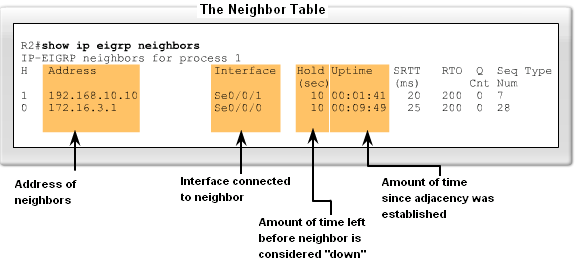 The Neighbor Table
R2#show ip eigrp neighbors
IP-EIGRP neighbors for process 1
H Address Interface Hold Uptime SRTT RTO Q Seq Type
(sec) (ms) Cnt Num
1 192.168.10.10 Se0/0/1 10 00:01:41 20 200 0 7
0 172.16.3.1 Se0/0/0 10 00:09:49 25 200 0 28
Address of
neighbors
Interface connected
to neighbor
Amount of time left
before neighbor is
considered "down"
Amount of time
since adjacency was
established